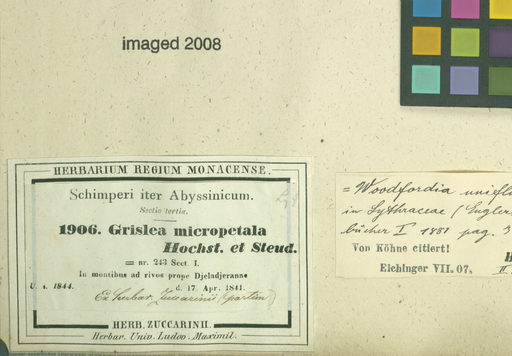 imaged 2008
HERBARIUM REGIUM MONACENSE.
Schimperi iter Abyssinicum.
Sectio tertia.
1906. Grislea micropetala
Hochst. et Steud.
= nr. 243 Sect. I.
In montibus ad rivos prope Djeladjeranne
U. i. 1844.
d. 17. Apr. 1841.
Ex herbar. Zuccarinii (partim)
HERB. ZUCCARINII.
Herbar. Univ. Ludov. Maximil.
= Woodfordia uniflo
in Lythraceae (Engler
bücher I 1881 pag. 3
Von Köhne citiert!
Eichinger VII. 07.